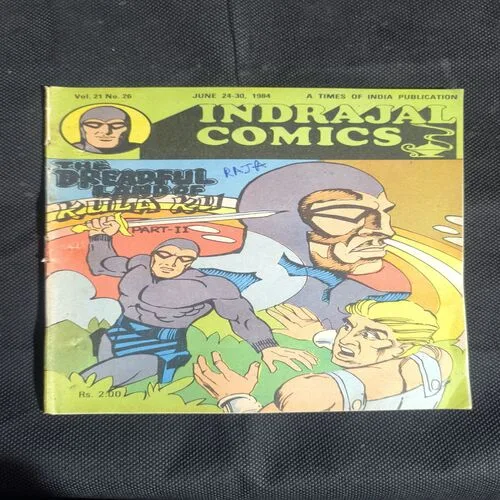 Vol. 21 No. 26 JUNE 24-30, 1984 A TIMES OF INDIA PUBLICATION
INDRAJAL
COMICS
THE
DREADFUL
LAND OF
KULA KU
PART-II
RAJA
Rs. 2.00